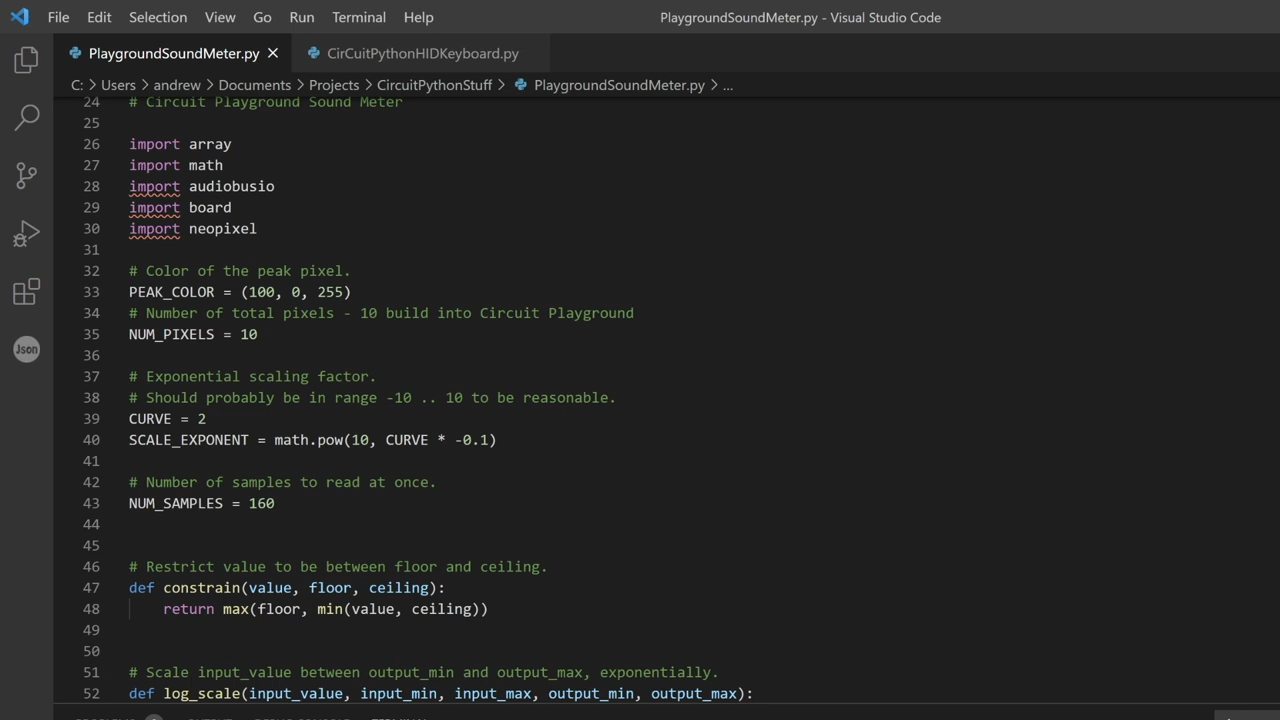 File Edit Selection View Go Run Terminal Help PlaygroundSoundMeter.py - Visual Studio Code
PlaygroundSoundMeter.py × CirCuitPythonHIDKeyboard.py
C: > Users > andrew > Documents > Projects > CircuitPythonStuff > PlaygroundSoundMeter.py > ...
24 # Circuit Playground Sound Meter
25
26 import array
27 import math
28 import audiobusio
29 import board
30 import neopixel
31
32 # Color of the peak pixel.
33 PEAK_COLOR = (100, 0, 255)
34 # Number of total pixels - 10 build into Circuit Playground
35 NUM_PIXELS = 10
36
37 # Exponential scaling factor.
38 # Should probably be in range -10 .. 10 to be reasonable.
39 CURVE = 2
40 SCALE_EXPONENT = math.pow(10, CURVE * -0.1)
41
42 # Number of samples to read at once.
43 NUM_SAMPLES = 160
44
45
46 # Restrict value to be between floor and ceiling.
47 def constrain(value, floor, ceiling):
48 return max(floor, min(value, ceiling))
49
50
51 # Scale input_value between output_min and output_max, exponentially.
52 def log_scale(input_value, input_min, input_max, output_min, output_max):
Json